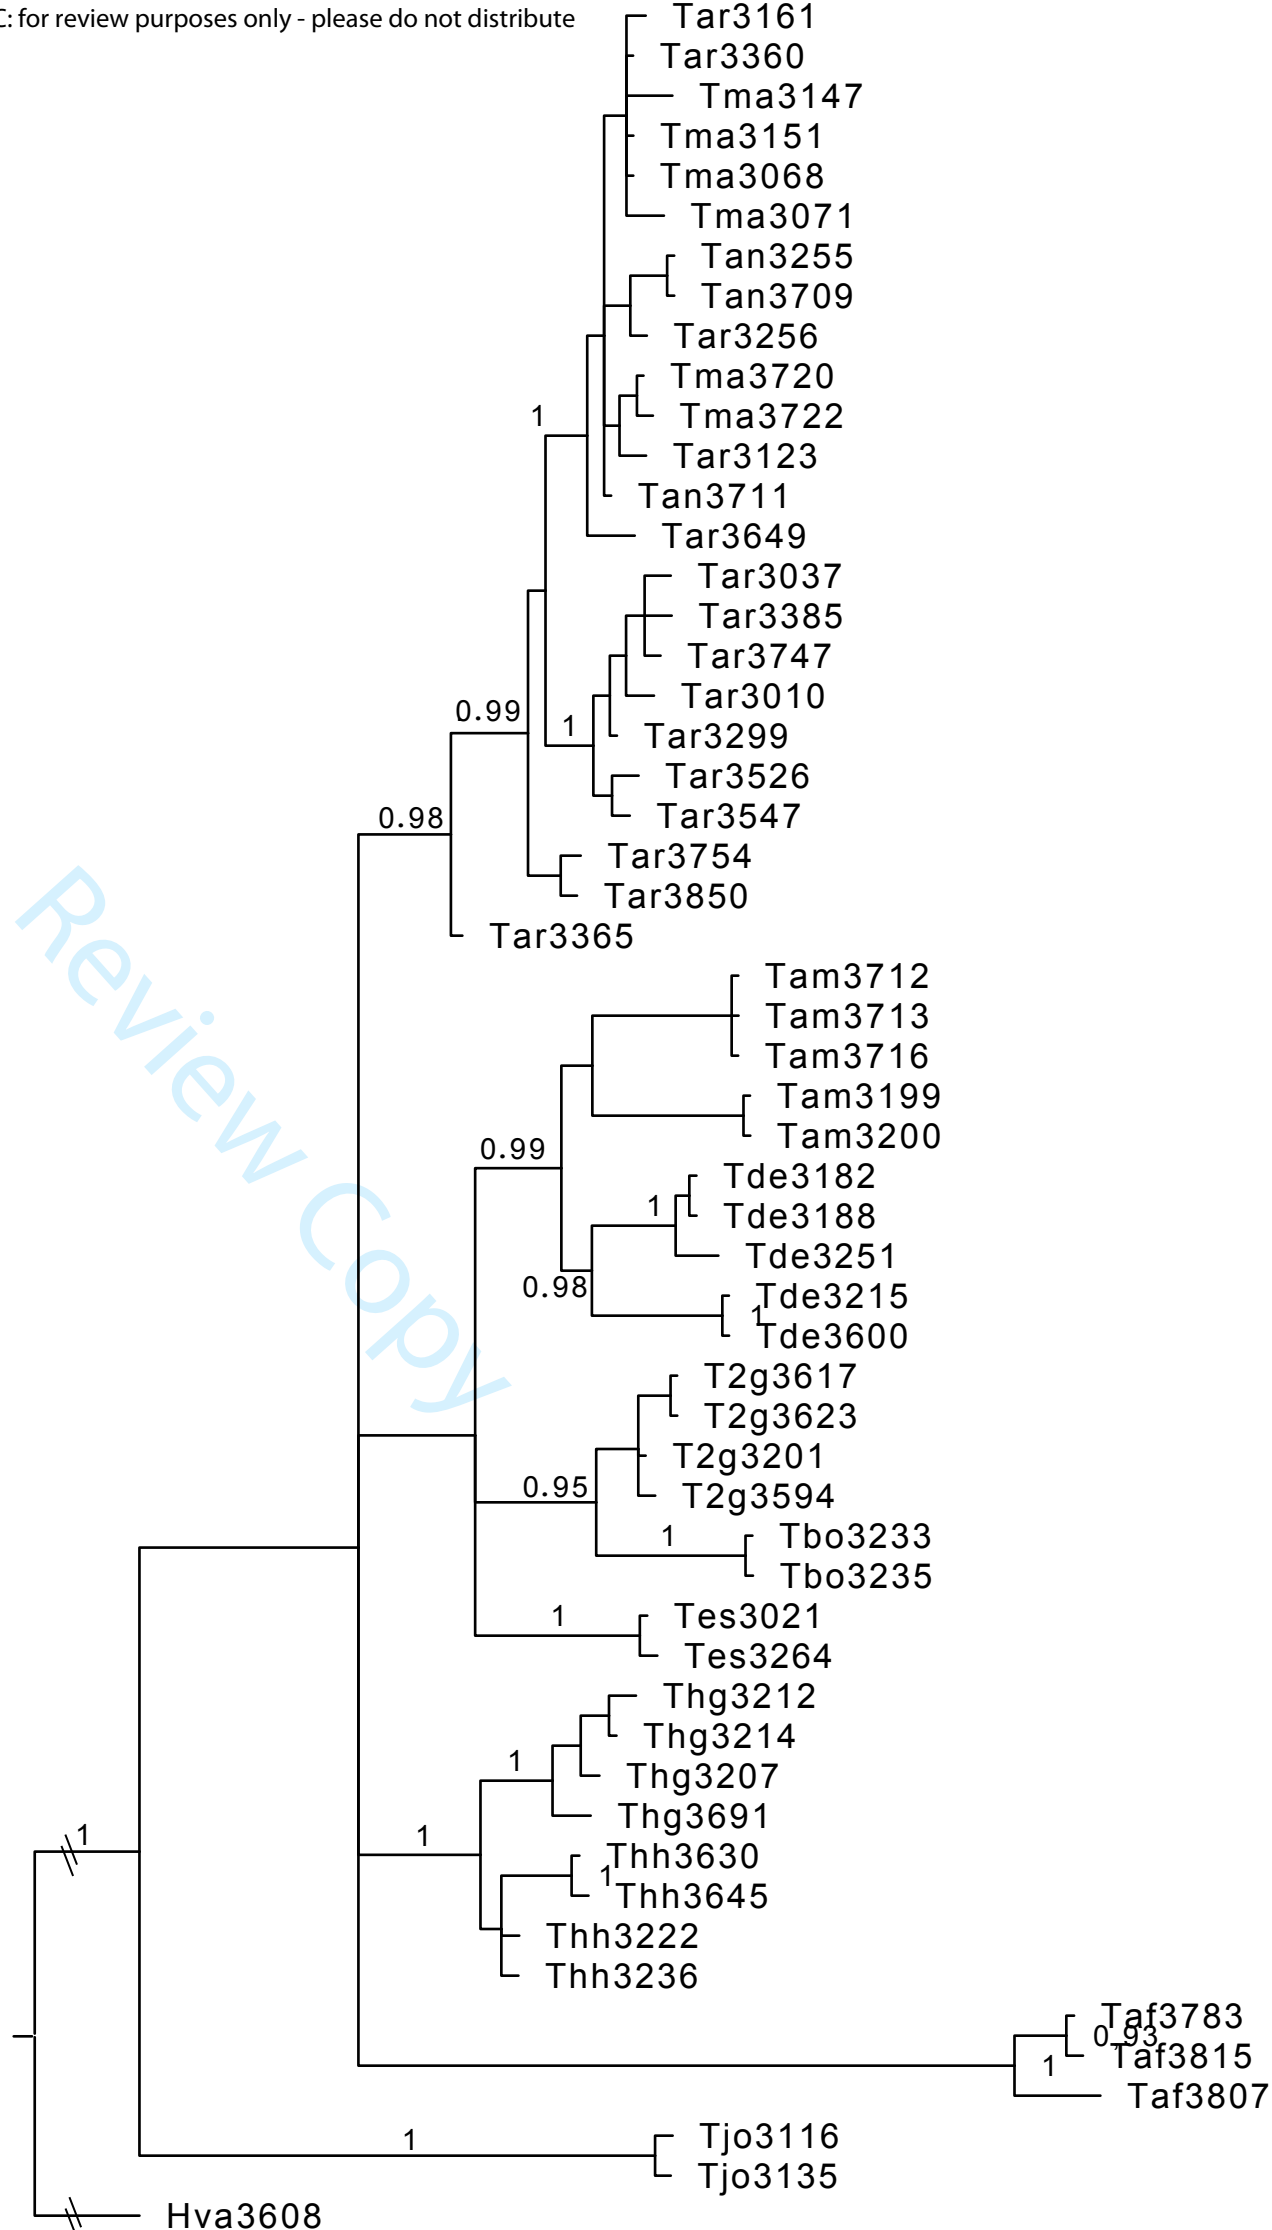 C: for review purposes only - please do not distribute
Tar3161
Tar3360
Tma3147
Tma3151
Tma3068
Tma3071
Tan3255
Tan3709
Tar3256
Tma3720
Tma3722
1
Tar3123
Tan3711
Tar3649
Tar3037
Tar3385
Tar3747
Tar3010
0.99
1
Tar3299
Tar3526
0.98
Tar3547
Tar3754
Tar3850
Tar3365
Tam3712
Tam3713
Tam3716
Tam3199
Tam3200
0.99
Tde3182
1
Tde3188
Tde3251
0.98
Tde3215
1
Tde3600
T2g3617
T2g3623
T2g3201
0.95
T2g3594
1
Tbo3233
Tbo3235
1
Tes3021
Tes3264
Thg3212
Thg3214
1
Thg3207
Thg3691
1
1
Thh3630
1
Thh3645
Thh3222
Thh3236
Taf3783
0,93
Taf3815
1
Taf3807
1
Tjo3116
Tjo3135
Hva3608
Review Copy